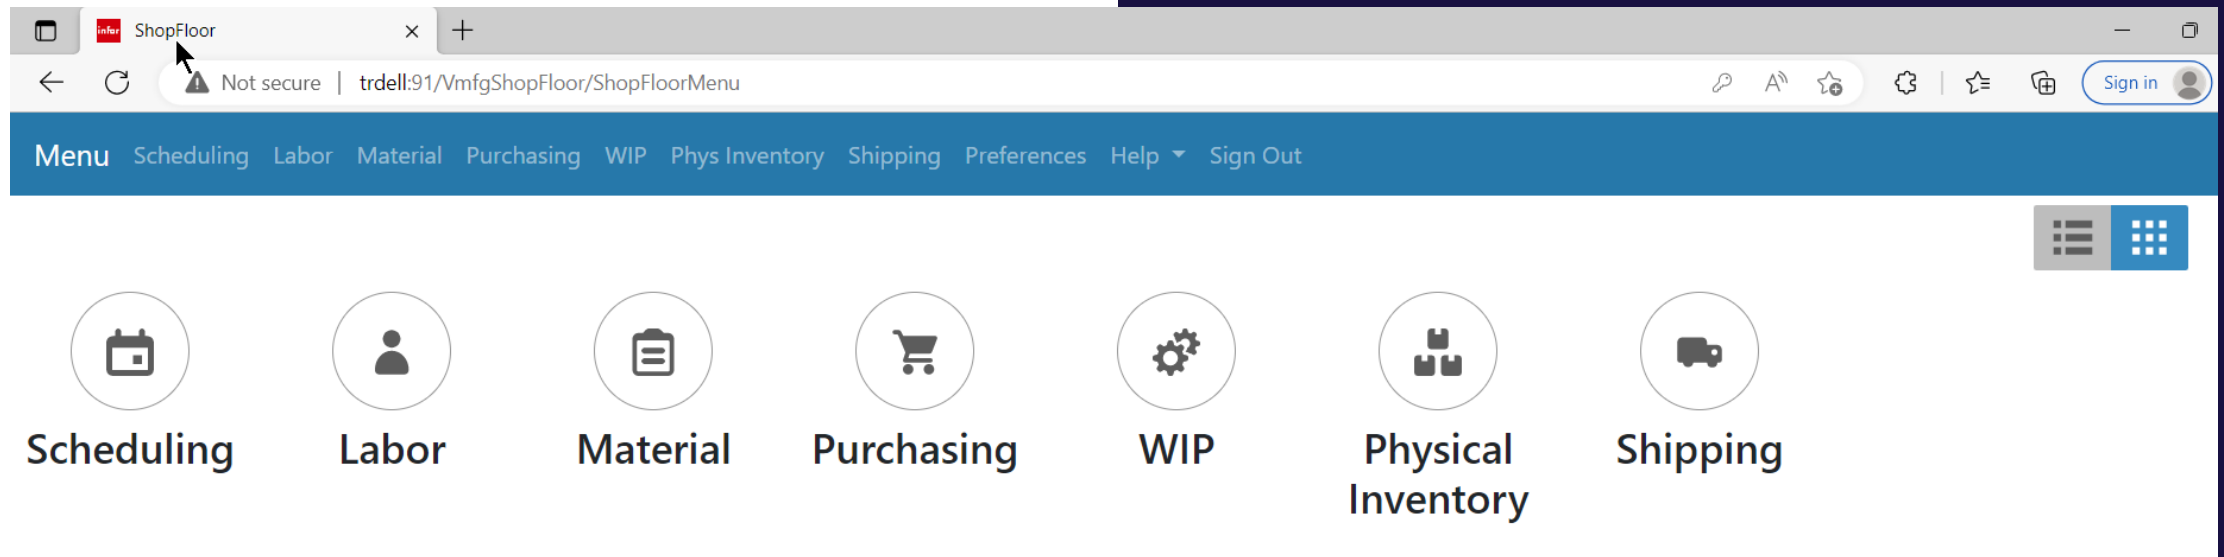 infor ShopFloor
Not secure | trdell:91/VmfgShopFloor/ShopFloorMenu
Sign in
Menu Scheduling Labor Material Purchasing WIP Phys Inventory Shipping Preferences Help Sign Out
Scheduling Labor Material Purchasing WIP Physical Inventory Shipping